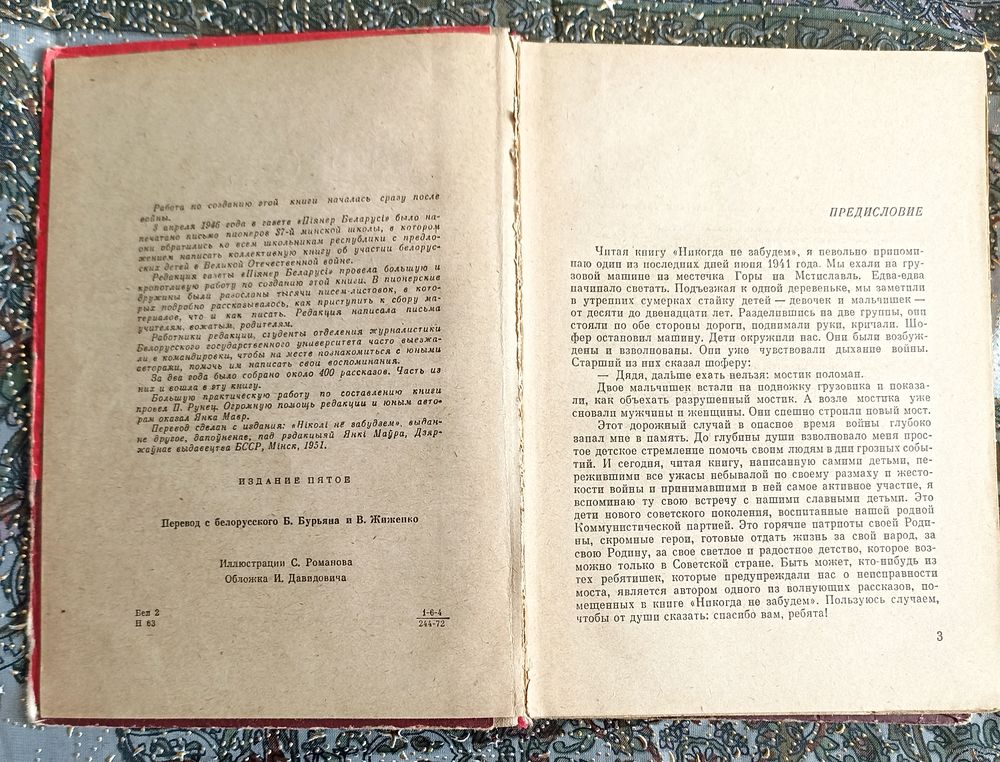 Работа по созданию этой книги началась сразу после
войны.
3 апреля 1946 года в газете «Піянер Беларусі» было на-
печатано письмо пионеров 37-й минской школы, в котором
они обратились ко всем школьникам республики с предло-
жением написать коллективную книгу об участии белорус-
ских детей в Великой Отечественной войне.
Редакция газеты «Піянер Беларусі» провела большую и
кропотливую работу по созданию этой книги. В пионерские
дружины были разосланы тысячи писем-листовок, в кото-
рых подробно рассказывалось, как приступить к сбору ма-
териалов, что и как писать. Редакция написала письма
учителям, вожатым, родителям.
Работники редакции, студенты отделения журналистики
Белорусского государственного университета часто выезжа-
ли в командировки, чтобы на месте познакомиться с юными
авторами, помочь им написать свои воспоминания.
За два года было собрано около 400 рассказов. Часть из
них и вошла в эту книгу.
Большую практическую работу по составлению книги
провел П. Рунец. Огромную помощь редакции и юным авто-
рам оказал Янка Мавр.
Перевод сделан с издания: «Ніколі не забудзем», выдан-
не другое, дапоўненае, пад рэдакцыяй Янкі Маўра, Дзяр-
жаўнае выдавецтва БССР, Мінск, 1951.
ИЗДАНИЕ ПЯТОЕ
Перевод с белорусского Б. Бурьяна и В. Жиженко
Иллюстрации С. Романова
Обложка И. Давидовича
Бел 2
Н 63
1-6-4
244-72
ПРЕДИСЛОВИЕ
Читая книгу «Никогда не забудем», я невольно припоми-
наю один из последних дней июня 1941 года. Мы ехали на гру-
зовой машине из местечка Горы на Мстиславль. Едва-едва
начинало светать. Подъезжая к одной деревеньке, мы заметили
в утренних сумерках стайку детей — девочек и мальчишек —
от десяти до двенадцати лет. Разделившись на две группы, они
стояли по обе стороны дороги, поднимали руки, кричали. Шо-
фер остановил машину. Дети окружили нас. Они были возбуж-
дены и взволнованы. Они уже чувствовали дыхание войны.
Старший из них сказал шоферу:
— Дядя, дальше ехать нельзя: мостик поломан.
Двое мальчишек встали на подножку грузовика и показа-
ли, как объехать разрушенный мостик. А возле мостика уже
сновали мужчины и женщины. Они спешно строили новый мост.
Этот дорожный случай в опасное время войны глубоко
запал мне в память. До глубины души взволновало меня прос-
тое детское стремление помочь своим людям в дни грозных собы-
тий. И сегодня, читая книгу, написанную самими детьми, пе-
режившими все ужасы небывалой по своему размаху и жесто-
кости войны и принимавшими в ней самое активное участие, я
вспоминаю ту свою встречу с нашими славными детьми. Это
дети нового советского поколения, воспитанные нашей родной
Коммунистической партией. Это горячие патриоты своей Роди-
ны, скромные герои, готовые отдать жизнь за свой народ, за
свою Родину, за свое светлое и радостное детство, которое воз-
можно только в Советской стране. Быть может, кто-нибудь из
тех ребятишек, которые предупреждали нас о неисправности
моста, является автором одного из волнующих рассказов, по-
мещенных в книге «Никогда не забудем». Пользуюсь случаем,
чтобы от души сказать: спасибо вам, ребята!
3